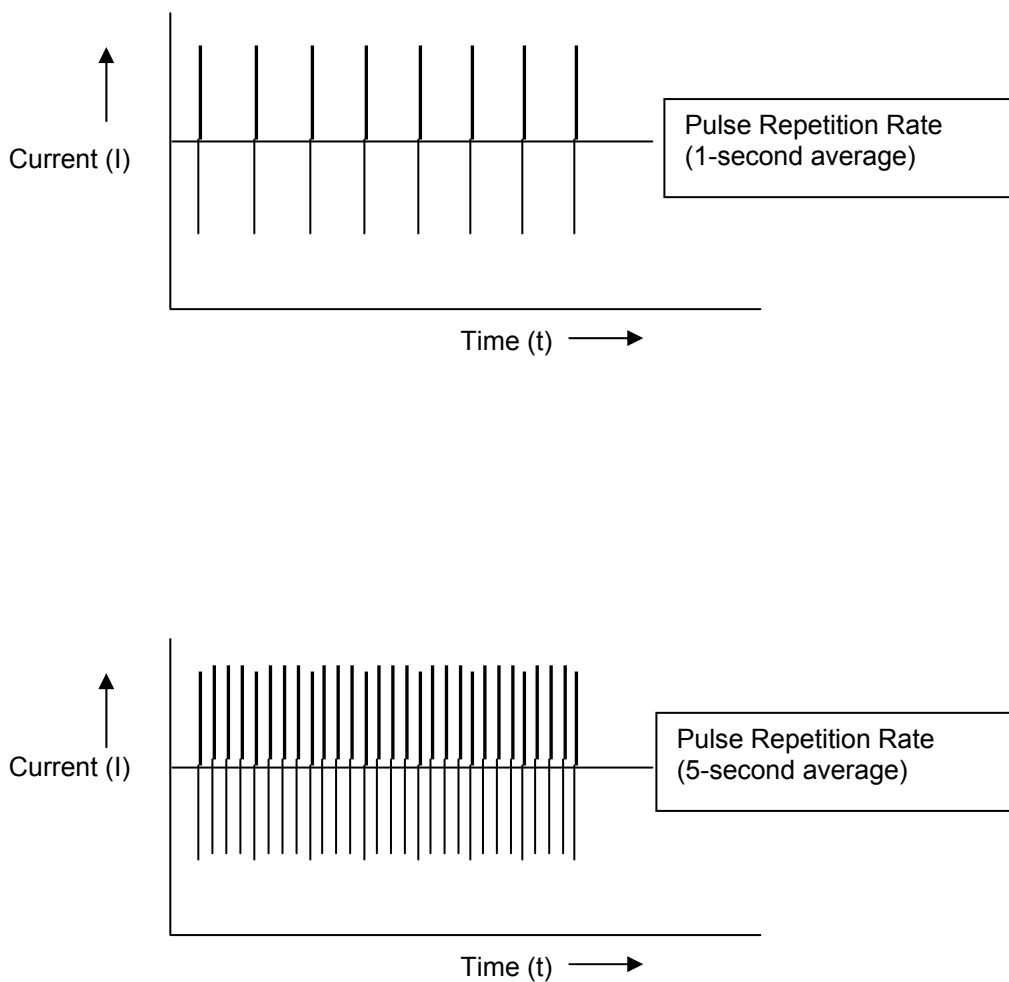 Pulse Repetition Rate
(1-second average)
Current (I)
Time (t)
Pulse Repetition Rate
(5-second average)
Current (I)
Time (t)